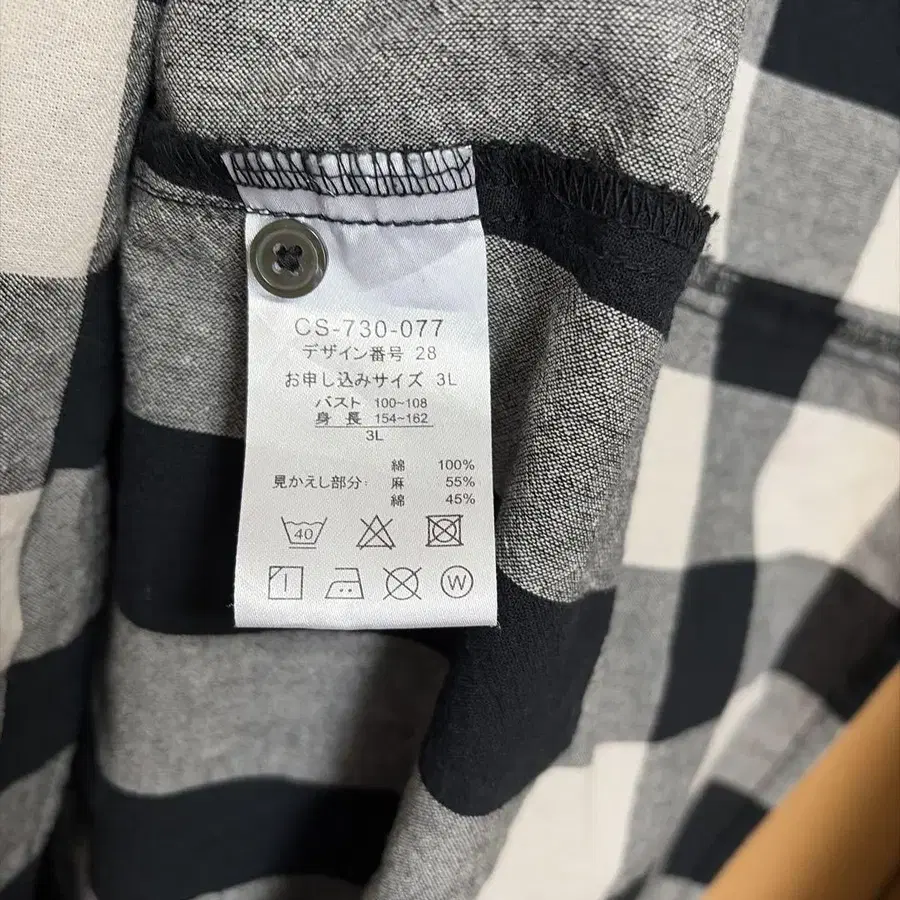 CS-730-077
デザイン番号 28
お申し込みサイズ 3L
バスト 100~108
身 長 154~162
3L
綿 100%
見かえし部分: 麻 55%
綿 45%
40
W